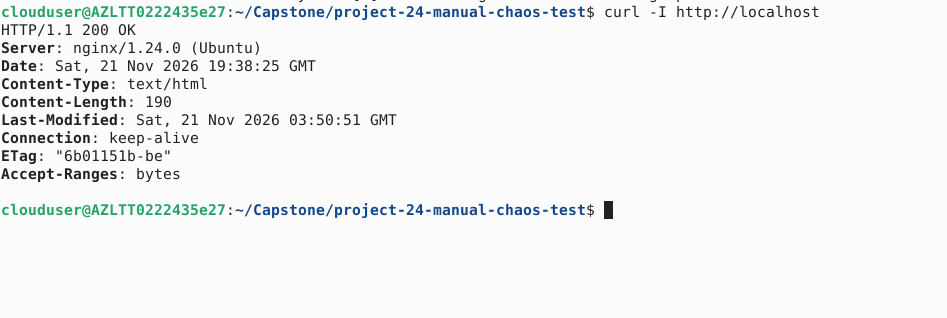 clouduser@AZLTT0222435e27:~/Capstone/project-24-manual-chaos-test$ curl -I http://localhost
HTTP/1.1 200 OK
Server: nginx/1.24.0 (Ubuntu)
Date: Sat, 21 Nov 2026 19:38:25 GMT
Content-Type: text/html
Content-Length: 190
Last-Modified: Sat, 21 Nov 2026 03:50:51 GMT
Connection: keep-alive
ETag: "6b01151b-be"
Accept-Ranges: bytes
clouduser@AZLTT0222435e27:~/Capstone/project-24-manual-chaos-test$